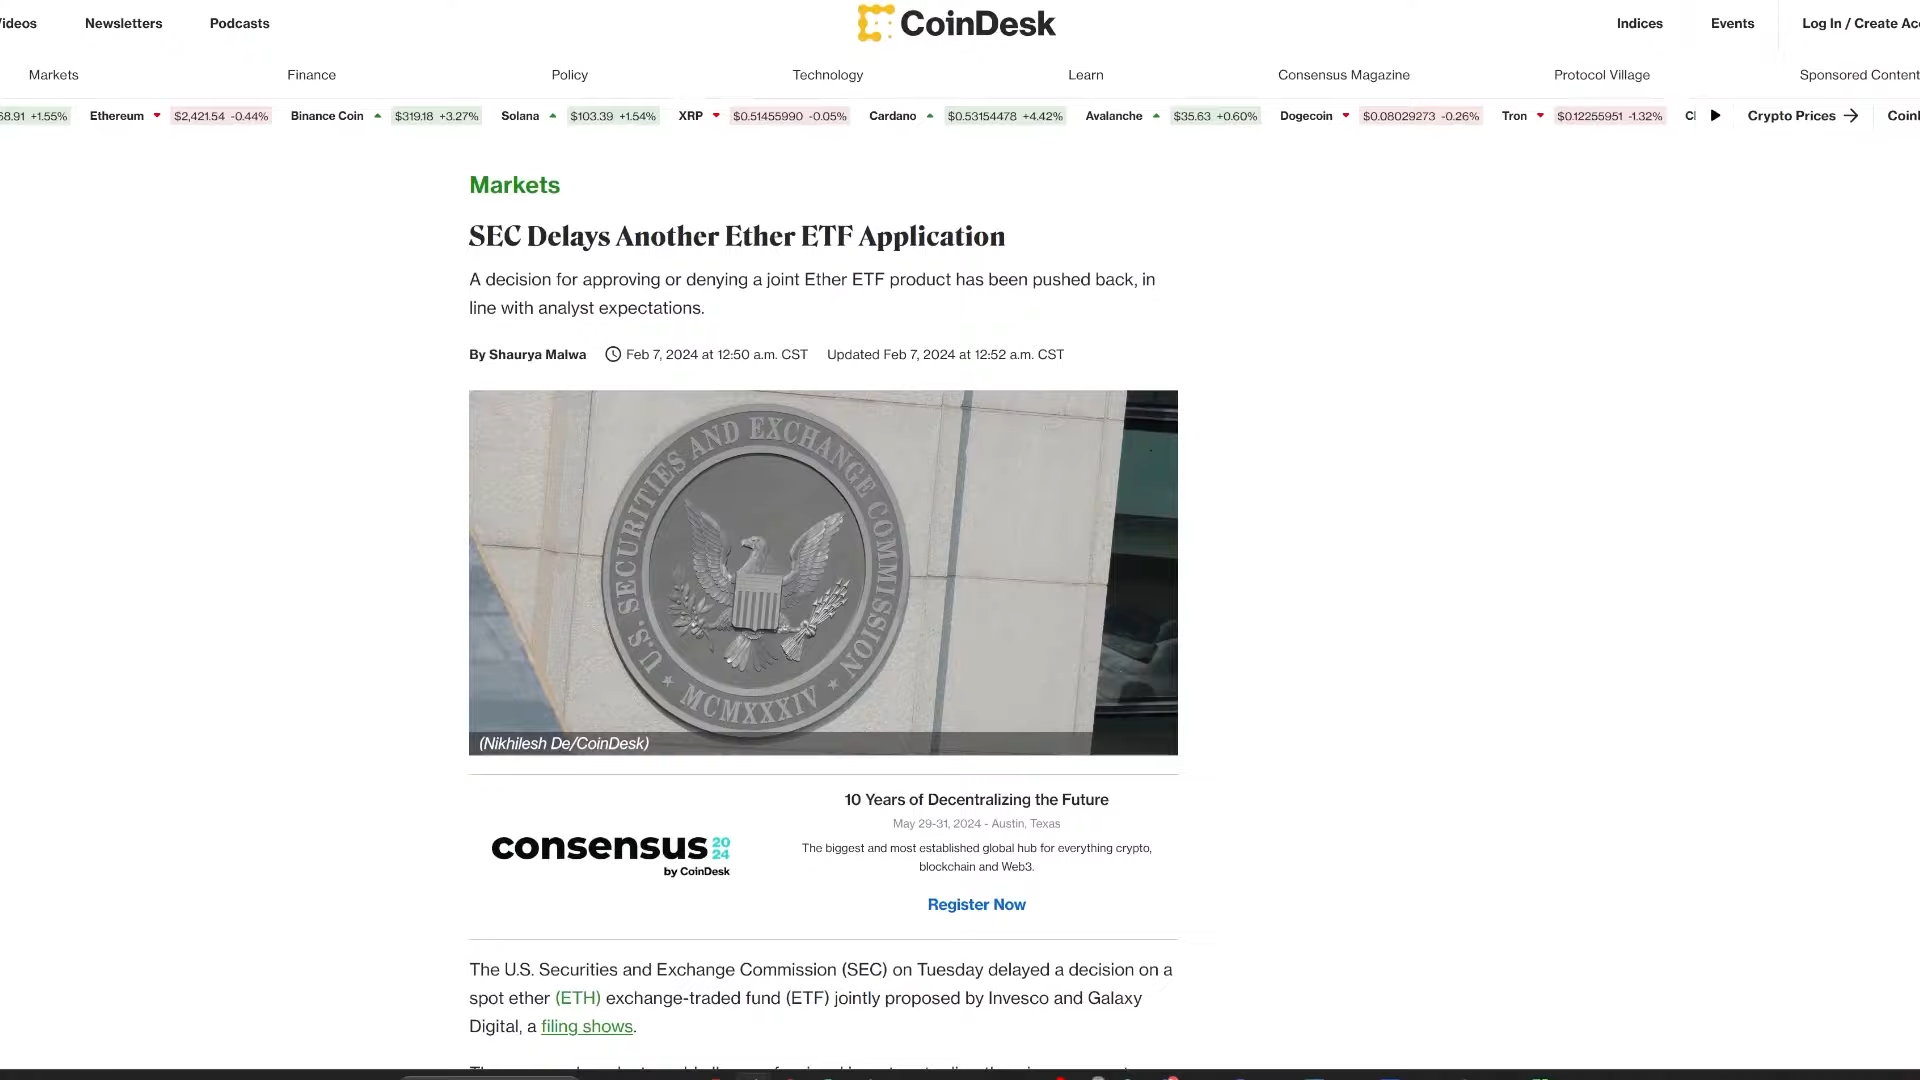 Newsletters
Podcasts
CoinDesk
Indices
Events
Log In / Create
Markets
Finance
Policy
Technology
Learn
Consensus Magazine
Protocol Village
Sponsored Content
+1.55%
Ethereum $2,421.54 -0.44%
Binance Coin $319.18 +3.27%
Solana $103.39 +1.54%
XRP $0.51455990 -0.05%
Cardano $0.53154478 +4.42%
Avalanche $35.63 +0.60%
Dogecoin $0.08029273 -0.26%
Tron $0.12255951 -1.32%
Crypto Prices
Markets
SEC Delays Another Ether ETF Application
A decision for approving or denying a joint Ether ETF product has been pushed back, in
line with analyst expectations.
By Shaurya Malwa Feb 7, 2024 at 12:50 a.m. CST Updated Feb 7, 2024 at 12:52 a.m. CST
U.S. SECURITIES AND EXCHANGE COMMISSION
MCMXXXIV
(Nikhilesh De/CoinDesk)
consensus 2024
by CoinDesk
10 Years of Decentralizing the Future
May 29-31, 2024 - Austin, Texas
The biggest and most established global hub for everything crypto,
blockchain and Web3.
Register Now
The U.S. Securities and Exchange Commission (SEC) on Tuesday delayed a decision on a
spot ether (ETH) exchange-traded fund (ETF) jointly proposed by Invesco and Galaxy
Digital, a filing shows.